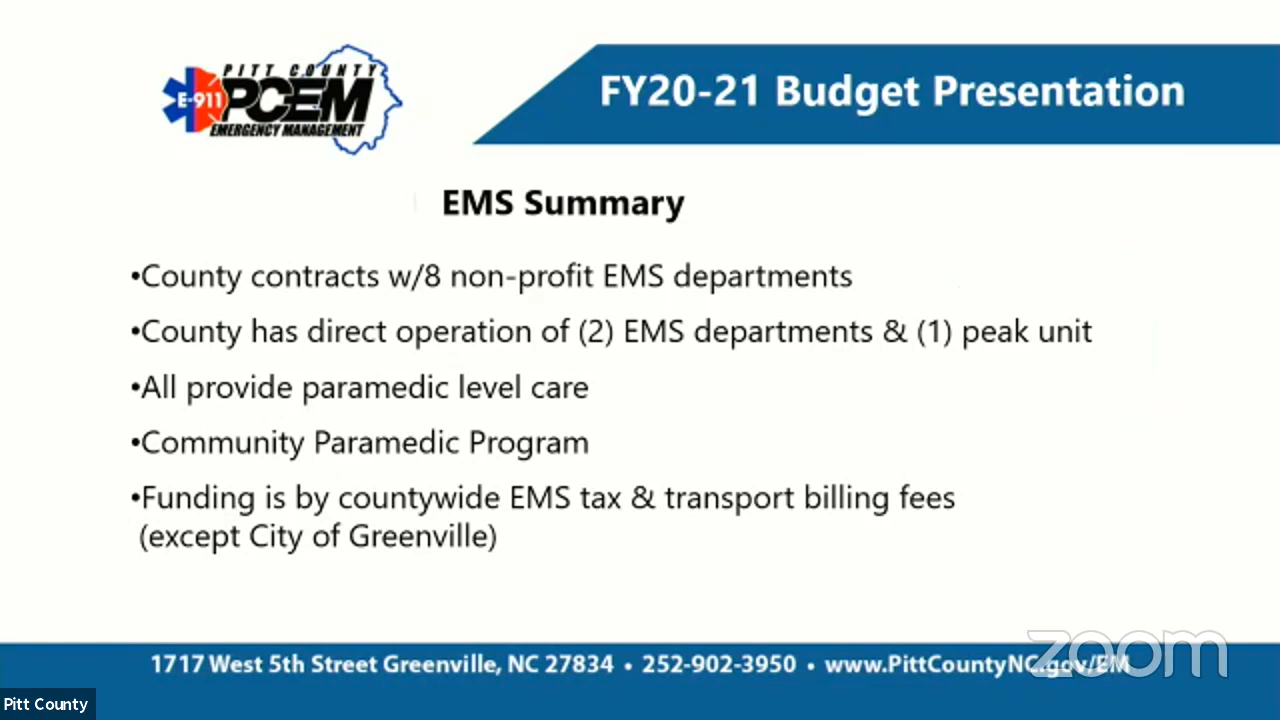 PITT COUNTY
E-911 PCEM
EMERGENCY MANAGEMENT
FY20-21 Budget Presentation
EMS Summary
•County contracts w/8 non-profit EMS departments
•County has direct operation of (2) EMS departments & (1) peak unit
•All provide paramedic level care
•Community Paramedic Program
•Funding is by countywide EMS tax & transport billing fees
(except City of Greenville)
1717 West 5th Street Greenville, NC 27834 • 252-902-3950 • www.PittCountyNC.gov/EM
zoom
Pitt County